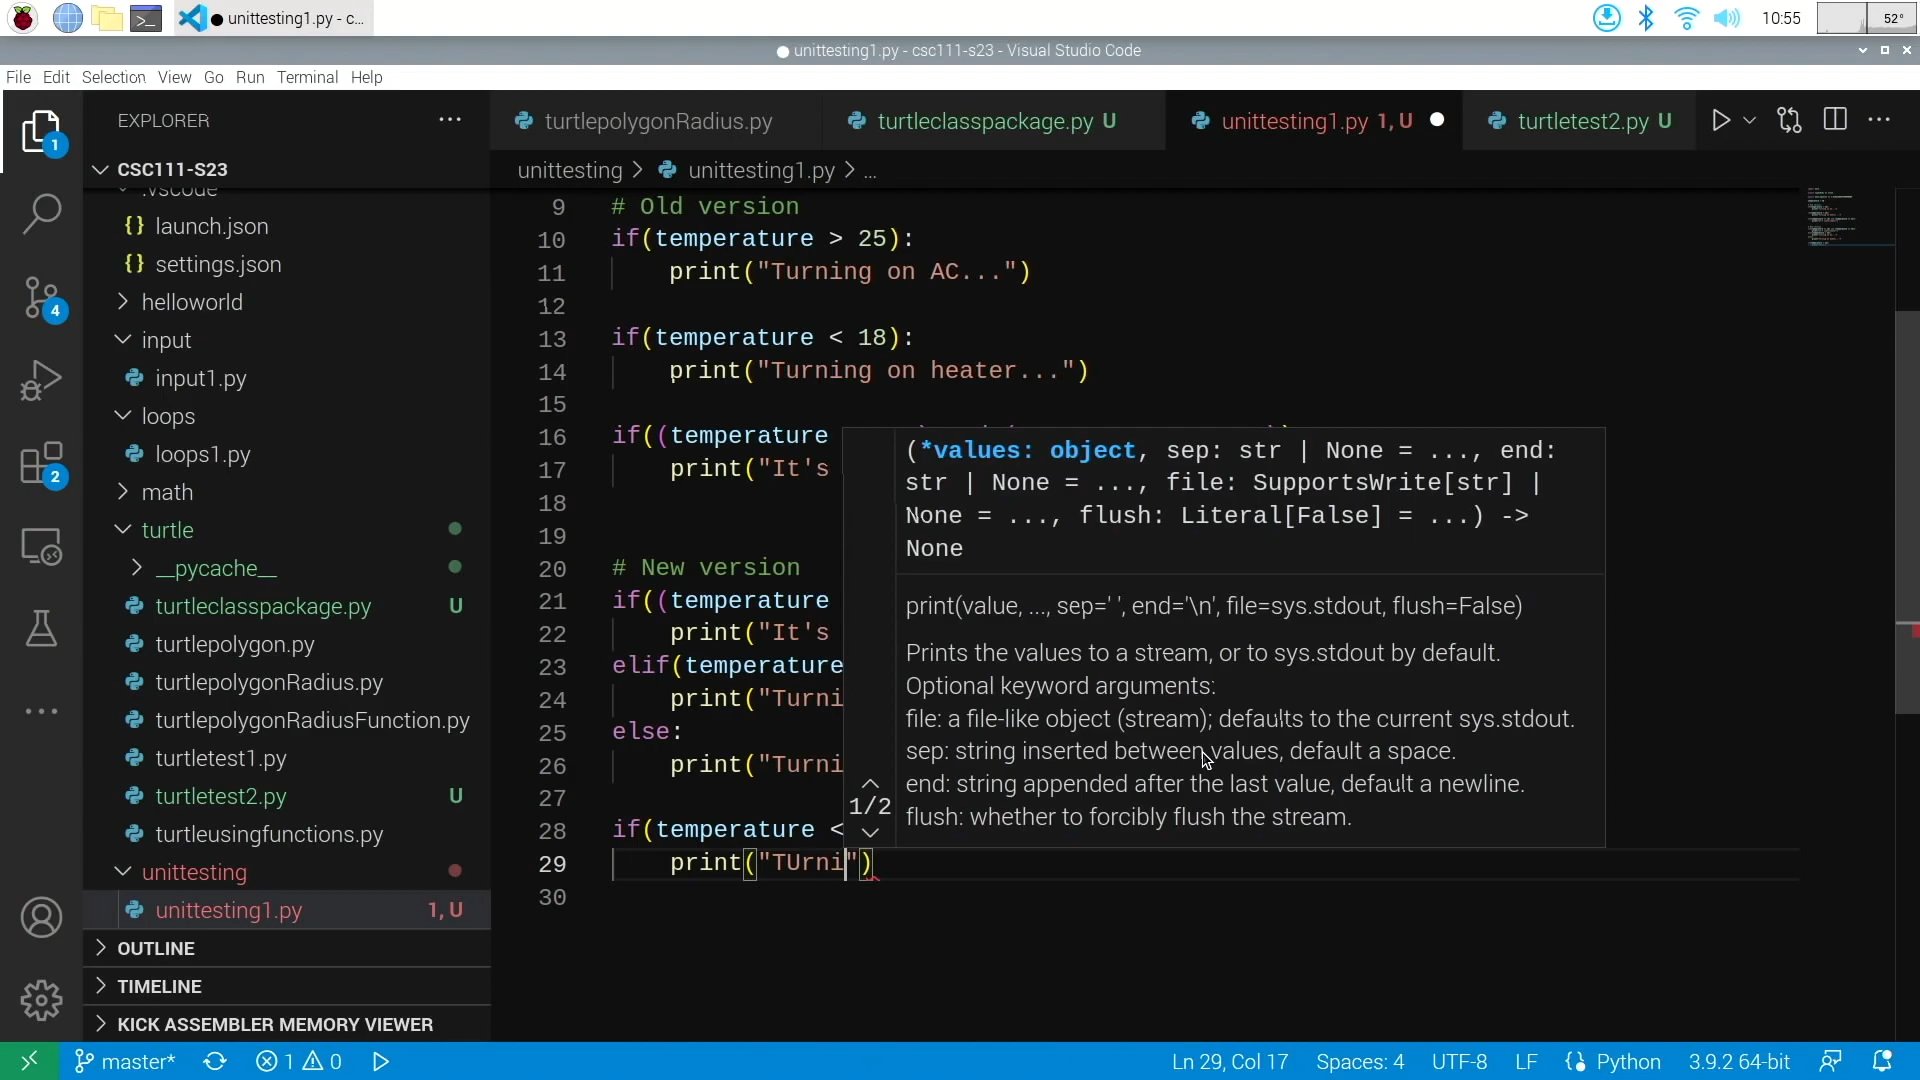 unittesting1.py - c...
10:55
52°
unittesting1.py - csc111-s23 - Visual Studio Code
File Edit Selection View Go Run Terminal Help
EXPLORER
turtlepolygonRadius.py
turtleclasspackage.py U
unittesting1.py 1, U
turtletest2.py U
1
CSC111-S23
unittesting > unittesting1.py > ...
.vscode
{} launch.json
{} settings.json
helloworld
input
input1.py
loops
loops1.py
math
turtle
__pycache__
turtleclasspackage.py U
turtlepolygon.py
turtlepolygonRadius.py
turtlepolygonRadiusFunction.py
turtletest1.py
turtletest2.py U
turtleusingfunctions.py
unittesting
unittesting1.py 1, U
OUTLINE
TIMELINE
KICK ASSEMBLER MEMORY VIEWER
4
2
9 # Old version
10 if(temperature > 25):
11 print("Turning on AC...")
12
13 if(temperature < 18):
14 print("Turning on heater...")
15
16 if((temperature
17 print("It's
18
19
20 # New version
21 if((temperature
22 print("It's
23 elif(temperature
24 print("Turni
25 else:
26 print("Turni
27
28 if(temperature <
29 print("TUrni")
30
(*values: object, sep: str | None = ..., end:
str | None = ..., file: SupportsWrite[str] |
None = ..., flush: Literal[False] = ...) ->
None
print(value, ..., sep=' ', end='\n', file=sys.stdout, flush=False)
Prints the values to a stream, or to sys.stdout by default.
Optional keyword arguments:
file: a file-like object (stream); defaults to the current sys.stdout.
sep: string inserted between values, default a space.
end: string appended after the last value, default a newline.
flush: whether to forcibly flush the stream.
1/2
master* 1 0 Ln 29, Col 17 Spaces: 4 UTF-8 LF {} Python 3.9.2 64-bit